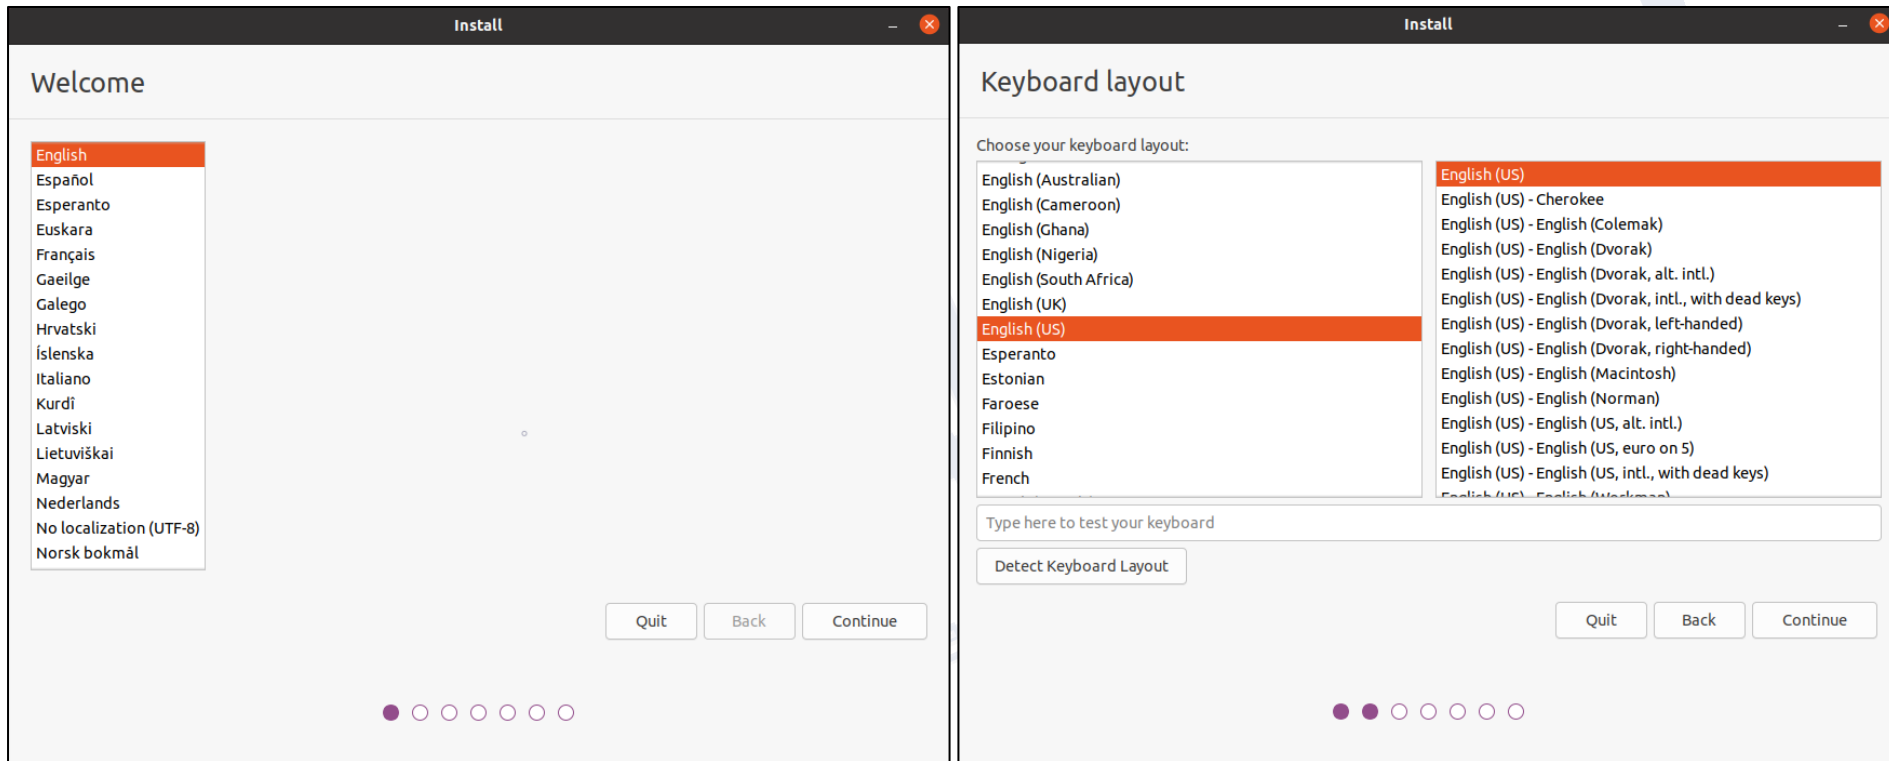 Install
Welcome
English
Español
Esperanto
Euskara
Français
Gaeilge
Galego
Hrvatski
Íslenska
Italiano
Kurdî
Latviski
Lietuviškai
Magyar
Nederlands
No localization (UTF-8)
Norsk bokmål
Quit
Back
Continue
Install
Keyboard layout
Choose your keyboard layout:
English (Australian)
English (Cameroon)
English (Ghana)
English (Nigeria)
English (South Africa)
English (UK)
English (US)
Esperanto
Estonian
Faroese
Filipino
Finnish
French
English (US)
English (US) - Cherokee
English (US) - English (Colemak)
English (US) - English (Dvorak)
English (US) - English (Dvorak, alt. intl.)
English (US) - English (Dvorak, intl., with dead keys)
English (US) - English (Dvorak, left-handed)
English (US) - English (Dvorak, right-handed)
English (US) - English (Macintosh)
English (US) - English (Norman)
English (US) - English (US, alt. intl.)
English (US) - English (US, euro on 5)
English (US) - English (US, intl., with dead keys)
English (US) - English (Workman)
Type here to test your keyboard
Detect Keyboard Layout
Quit
Back
Continue